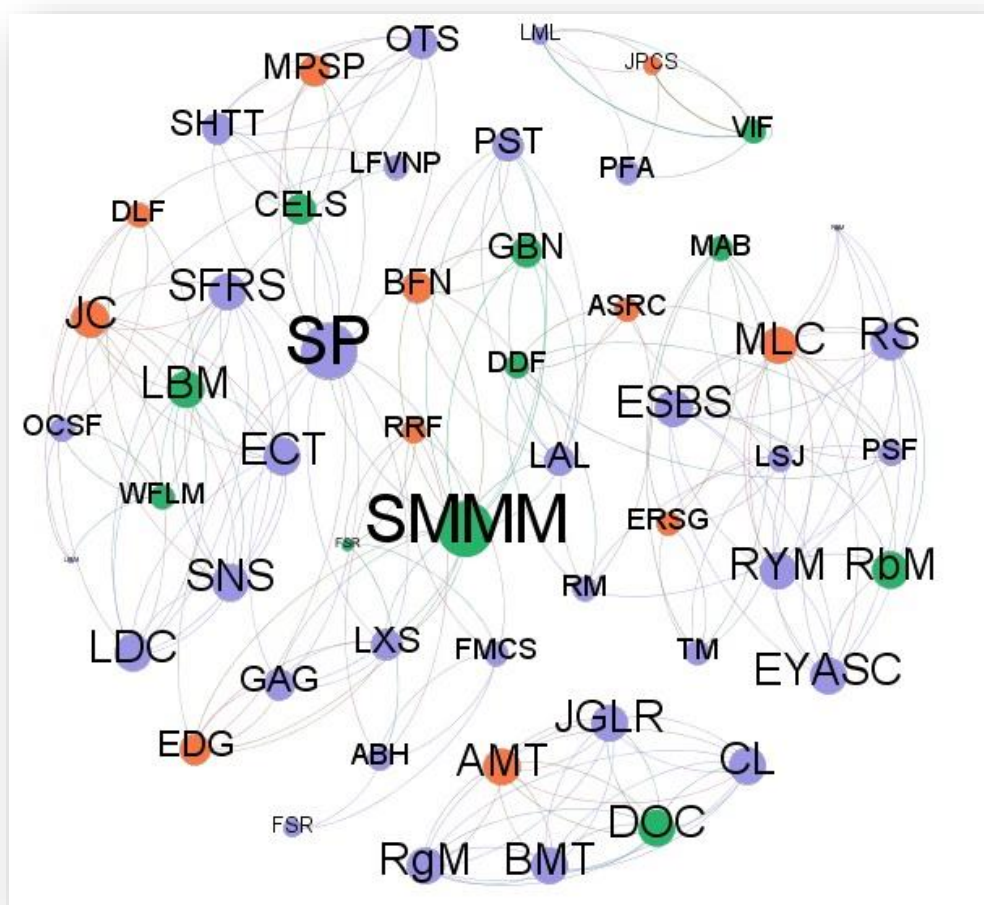 OTS
LML
MPSP
JPCS
SHTT
VIF
PST
LFVNP
PFA
CELS
DLF
GBN
MAB
SFRS
BFN
ASRC
JC
SP
MLC
RS
DDF
LBM
ESBS
OCSF
RRF
ECT
LAL
LSJ
PSF
WFLM
SMMM
ERSG
FSR
SNS
RM
RYM
RbM
LDC
LXS
FMCS
TM
EYASC
GAG
EDG
ABH
JGLR
AMT
CL
FSR
DOC
RgM
BMT